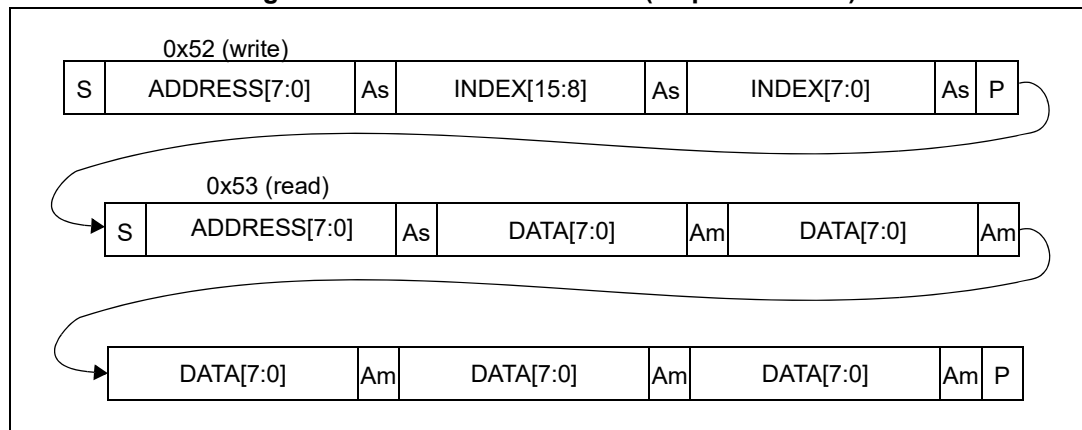 0x52 (write)
S ADDRESS[7:0] As INDEX[15:8] As INDEX[7:0] As P
0x53 (read)
S ADDRESS[7:0] As DATA[7:0] Am DATA[7:0] Am
DATA[7:0] Am DATA[7:0] Am DATA[7:0] Am P